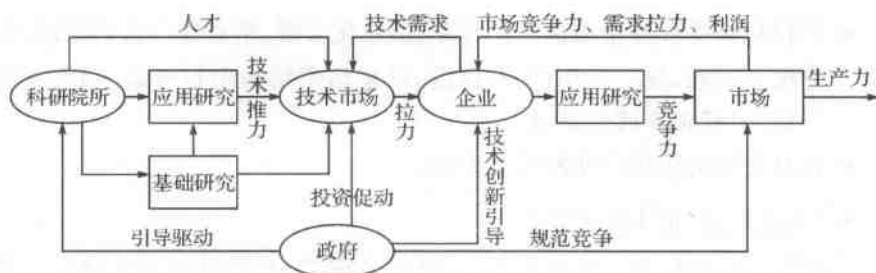 人才
技术需求
市场竞争力、需求拉力、利润
科研院所
应用研究
技术推力
技术市场
拉力
企业
应用研究
竞争力
市场
生产力
基础研究
投资促动
技术创新引导
引导驱动
政府
规范竞争